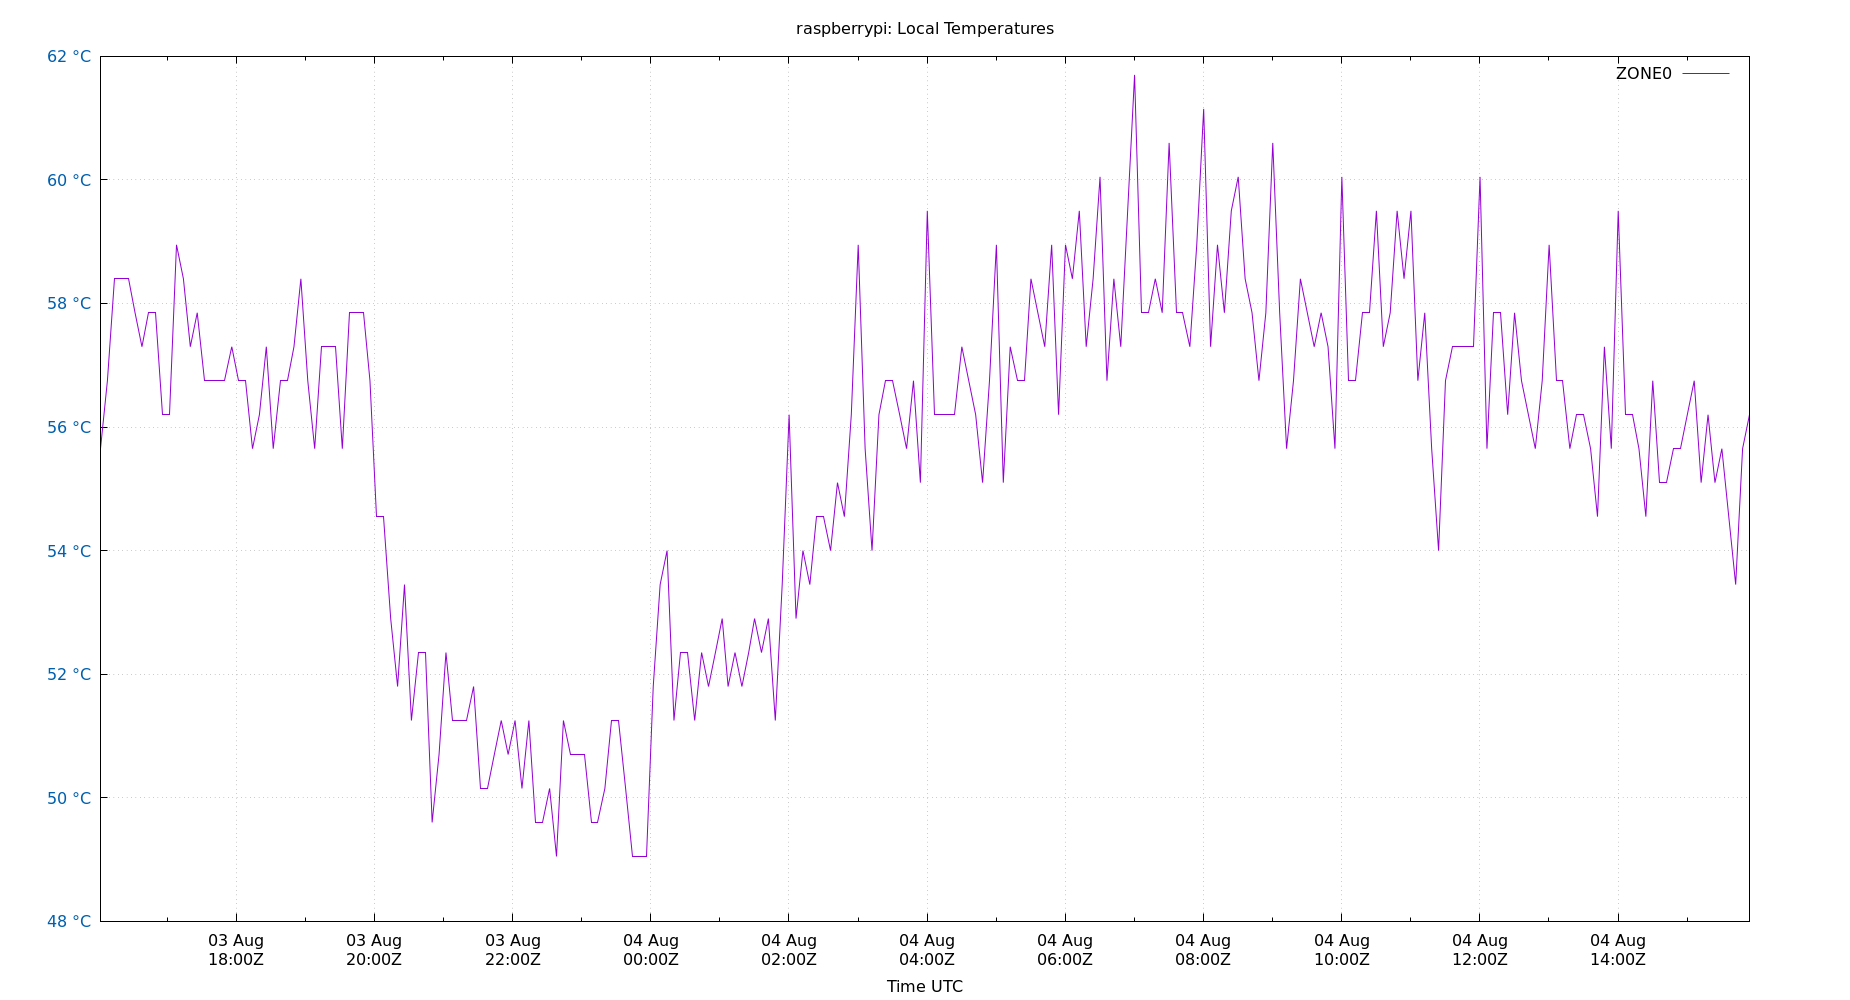 raspberrypi: Local Temperatures
62 °C
ZONE0
60 °C
58 °C
56 °C
54 °C
52 °C
50 °C
48 °C
03 Aug 03 Aug 03 Aug 04 Aug 04 Aug 04 Aug 04 Aug 04 Aug 04 Aug 04 Aug 04 Aug
18:00Z 20:00Z 22:00Z 00:00Z 02:00Z 04:00Z 06:00Z 08:00Z 10:00Z 12:00Z 14:00Z
Time UTC